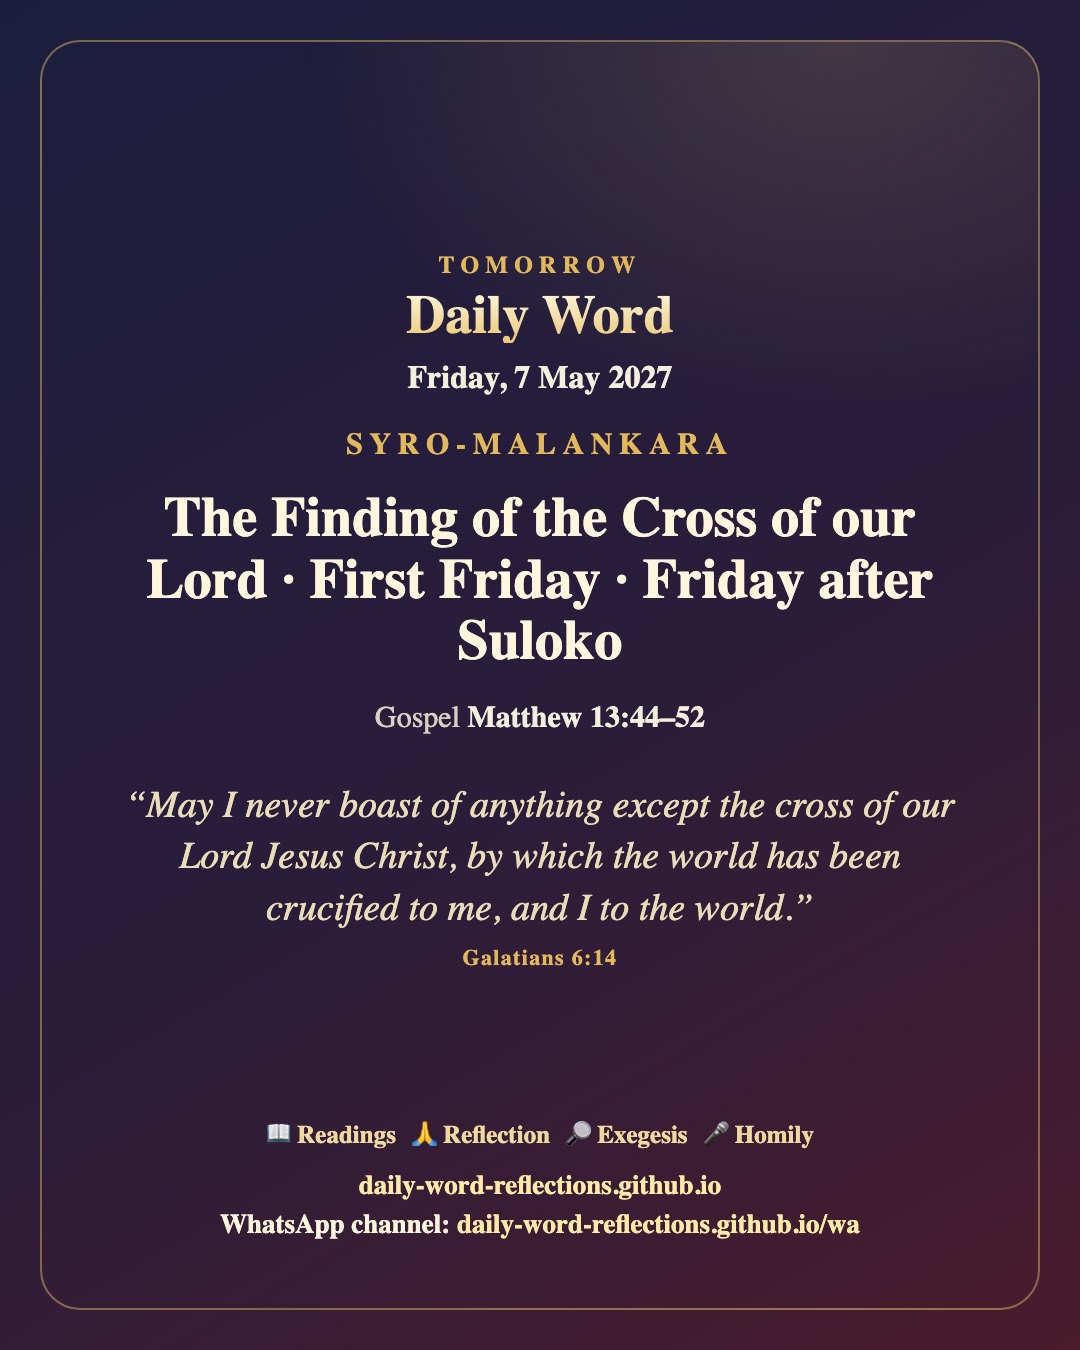 TOMORROW
Daily Word
Friday, 7 May 2027
SYRO-MALANKARA
The Finding of the Cross of our
Lord · First Friday · Friday after
Suloko
Gospel Matthew 13:44–52
“May I never boast of anything except the cross of our
Lord Jesus Christ, by which the world has been
crucified to me, and I to the world.”
Galatians 6:14
📖 Readings 🙏 Reflection 🔎 Exegesis 🎤 Homily
daily-word-reflections.github.io
WhatsApp channel: daily-word-reflections.github.io/wa